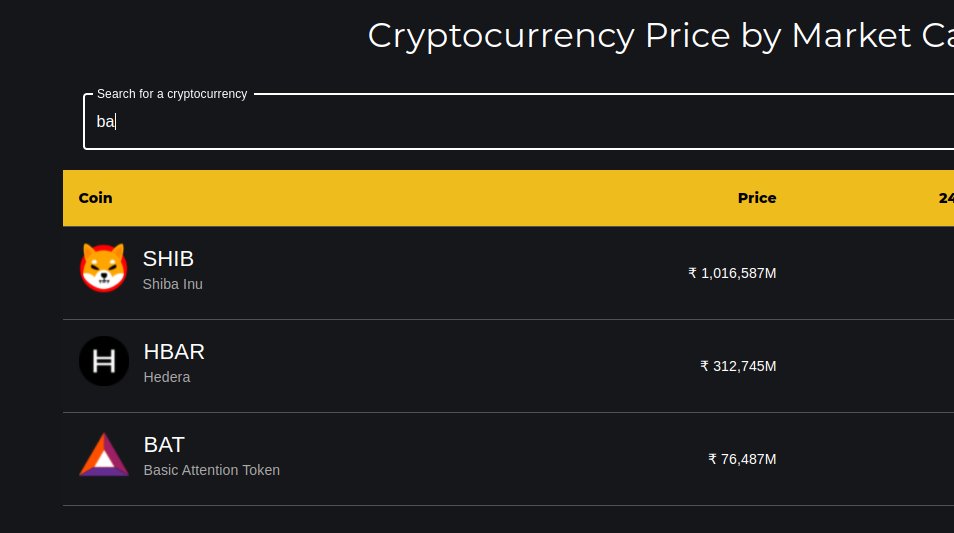 Cryptocurrency Price by Market Ca
Search for a cryptocurrency
ba
Coin Price 24
SHIB
Shiba Inu
₹ 1,016,587M
HBAR
Hedera
₹ 312,745M
BAT
Basic Attention Token
₹ 76,487M